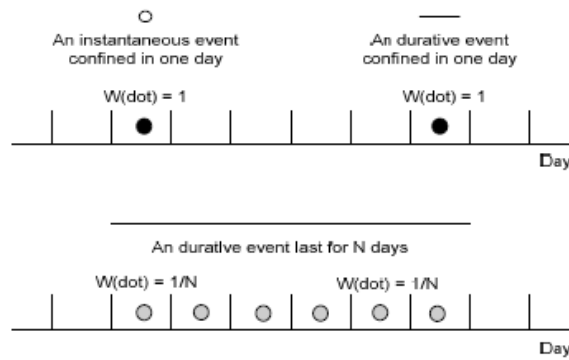 An instantaneous event
confined in one day
An durative event
confined in one day
W(dot) = 1
W(dot) = 1
Day
An durative event last for N days
W(dot) = 1/N
W(dot) = 1/N
Day